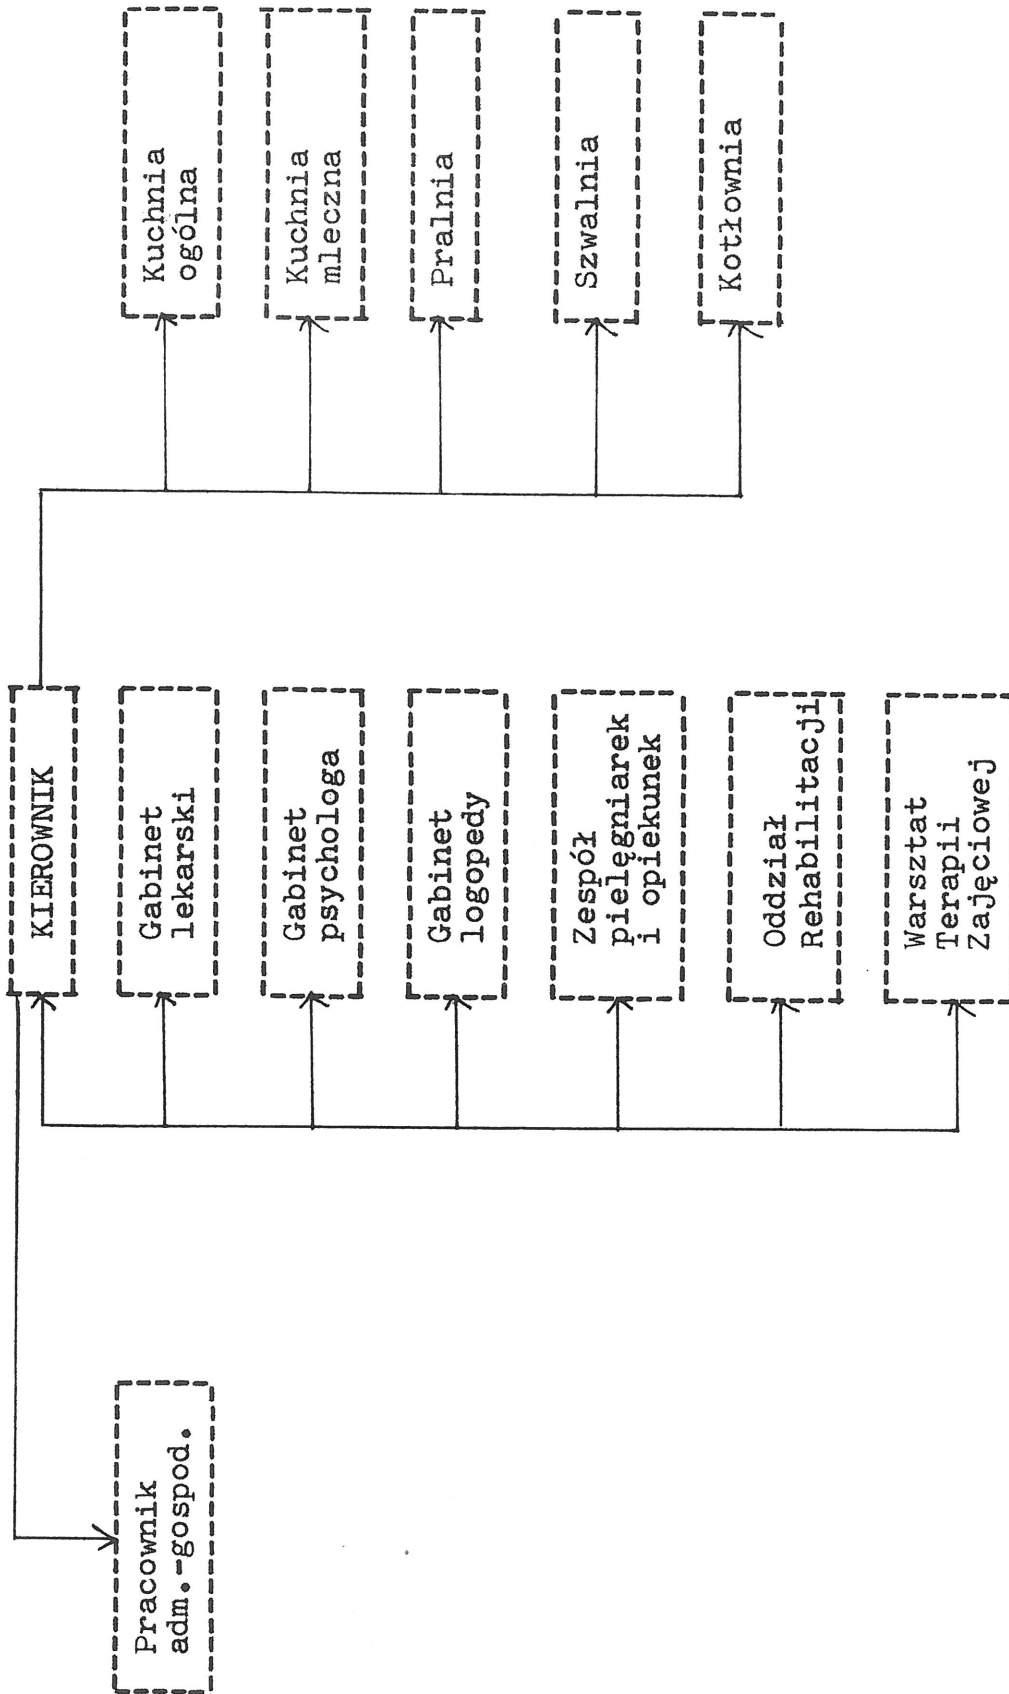 KIEROWNIK
Pracownik
adm.-gospod.
Gabinet
lekarski
Gabinet
psychologa
Gabinet
logopedy
Zespół
pielęgniarek
i opiekunek
Oddział
Rehabilitacji
Warsztat
Terapii
Zajęciowej
Kuchnia
ogólna
Kuchnia
mleczna
Pralnia
Szwalnia
Kotłownia